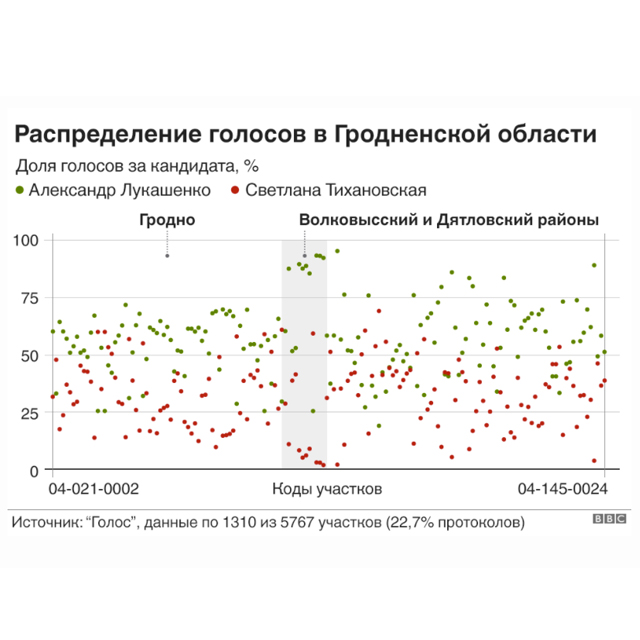 Распределение голосов в Гродненской области
Доля голосов за кандидата, %
Александр Лукашенко Светлана Тихановская
Гродно Волковысский и Дятловский районы
100
75
50
25
0
04-021-0002 Коды участков 04-145-0024
Источник: “Голос”, данные по 1310 из 5767 участков (22,7% протоколов) BBC